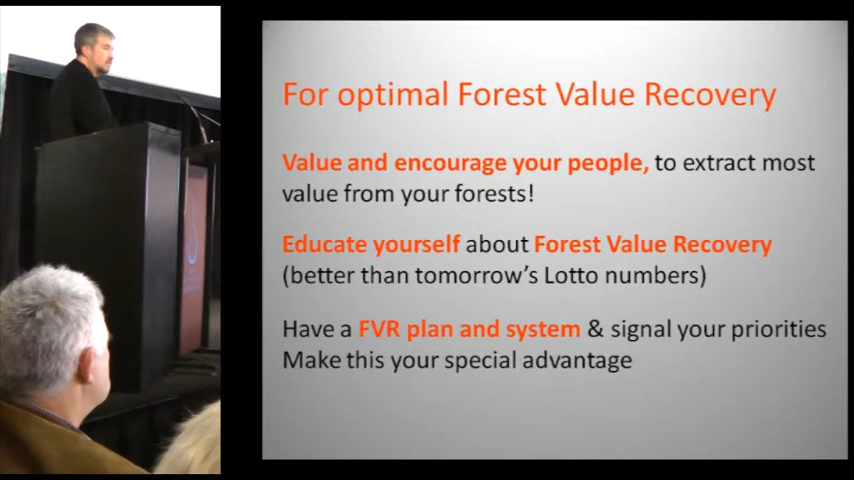 For optimal Forest Value Recovery
Value and encourage your people, to extract most
value from your forests!
Educate yourself about Forest Value Recovery
(better than tomorrow's Lotto numbers)
Have a FVR plan and system & signal your priorities
Make this your special advantage